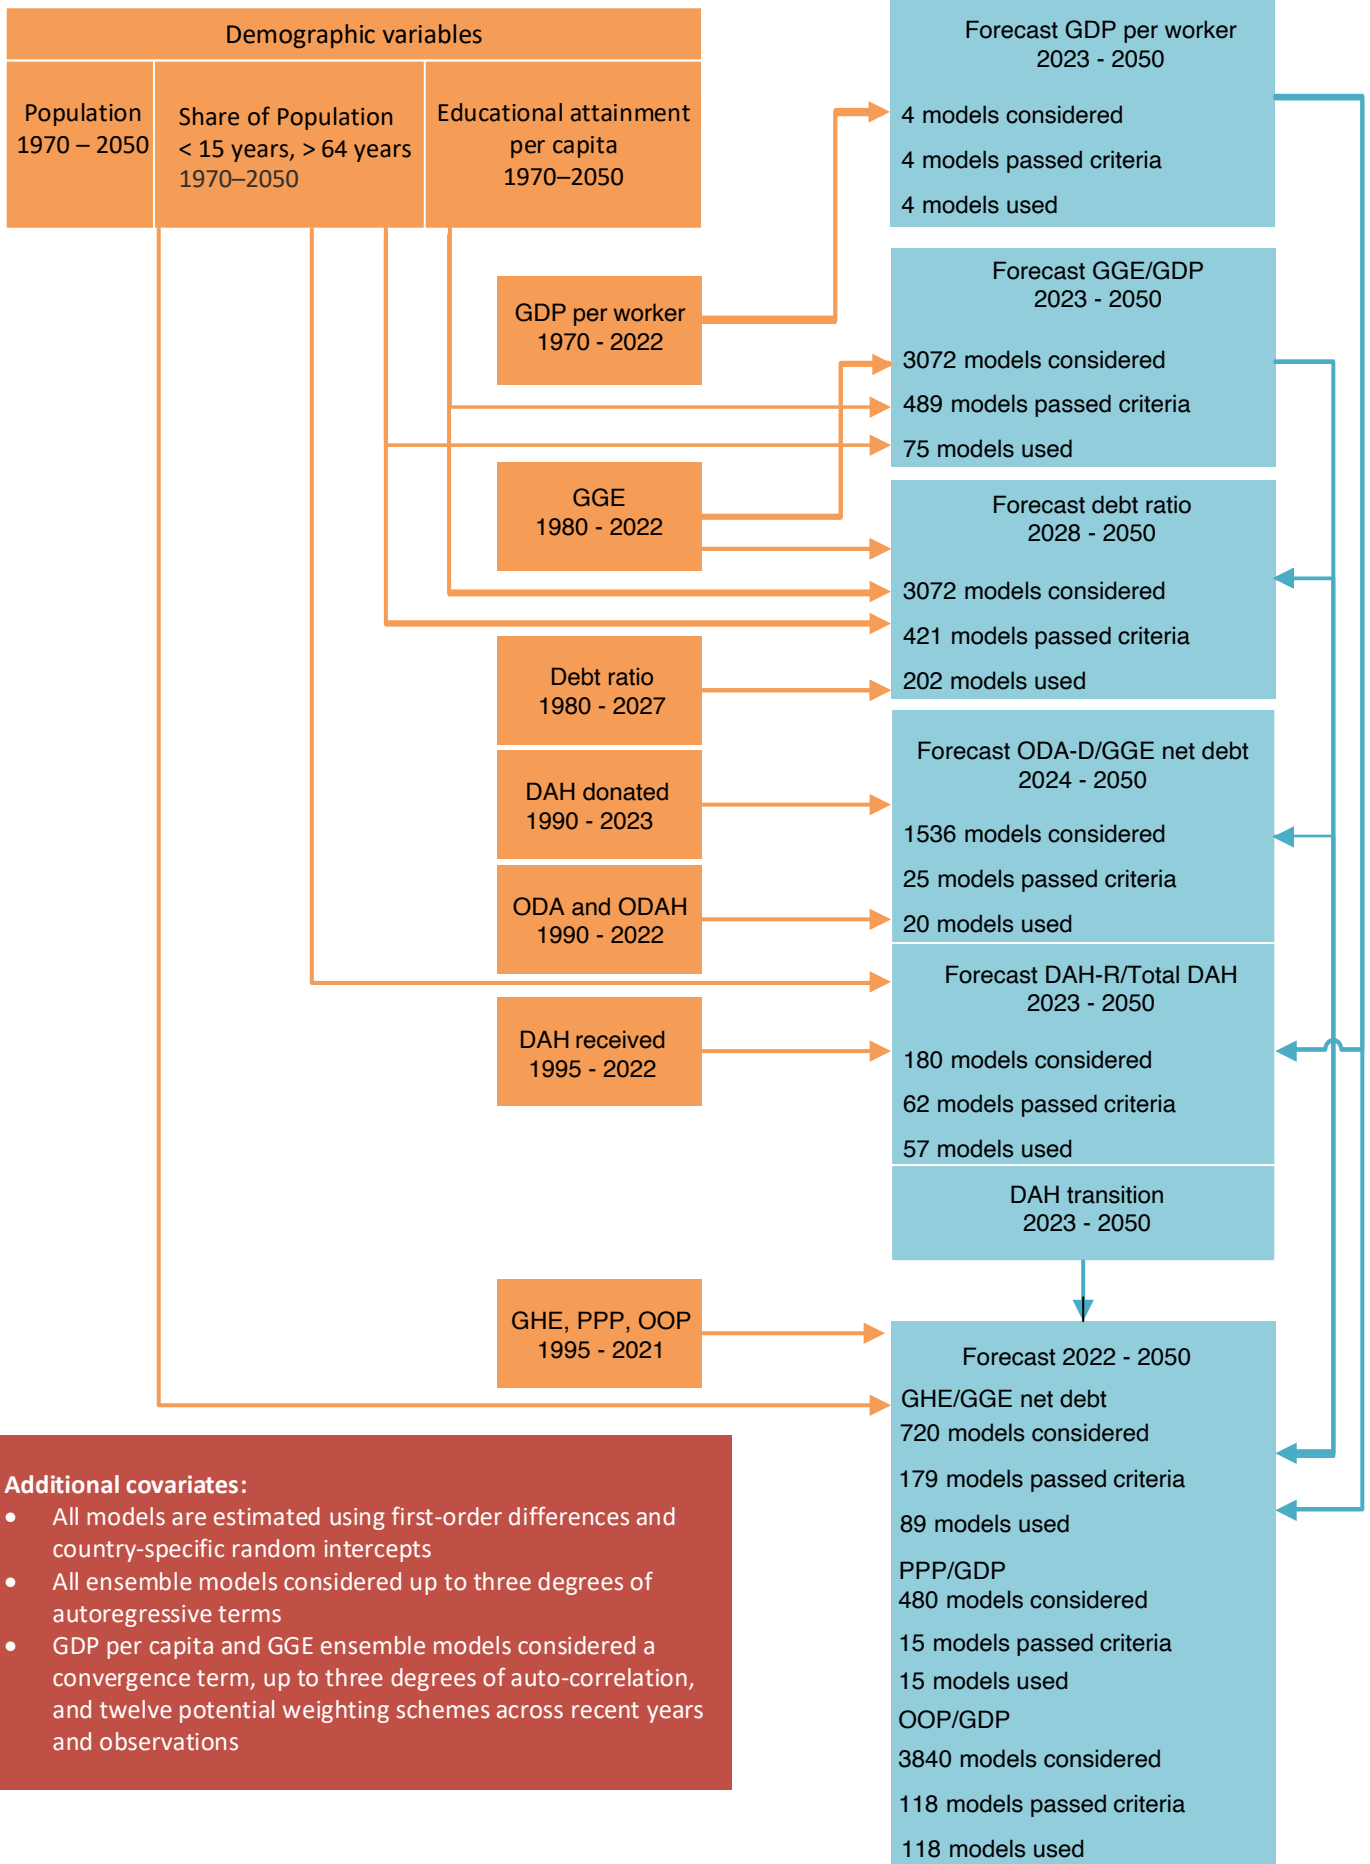 Demographic variables
Population
1970 – 2050
Share of Population
< 15 years, > 64 years
1970–2050
Educational attainment
per capita
1970–2050
Forecast GDP per worker
2023 - 2050
4 models considered
4 models passed criteria
4 models used
GDP per worker
1970 - 2022
Forecast GGE/GDP
2023 - 2050
3072 models considered
489 models passed criteria
75 models used
GGE
1980 - 2022
Forecast debt ratio
2028 - 2050
3072 models considered
421 models passed criteria
202 models used
Debt ratio
1980 - 2027
DAH donated
1990 - 2023
ODA and ODAH
1990 - 2022
Forecast ODA-D/GGE net debt
2024 - 2050
1536 models considered
25 models passed criteria
20 models used
DAH received
1995 - 2022
Forecast DAH-R/Total DAH
2023 - 2050
180 models considered
62 models passed criteria
57 models used
DAH transition
2023 - 2050
GHE, PPP, OOP
1995 - 2021
Forecast 2022 - 2050
GHE/GGE net debt
720 models considered
179 models passed criteria
89 models used
PPP/GDP
480 models considered
15 models passed criteria
15 models used
OOP/GDP
3840 models considered
118 models passed criteria
118 models used
Additional covariates:
• All models are estimated using first-order differences and
country-specific random intercepts
• All ensemble models considered up to three degrees of
autoregressive terms
• GDP per capita and GGE ensemble models considered a
convergence term, up to three degrees of auto-correlation,
and twelve potential weighting schemes across recent years
and observations